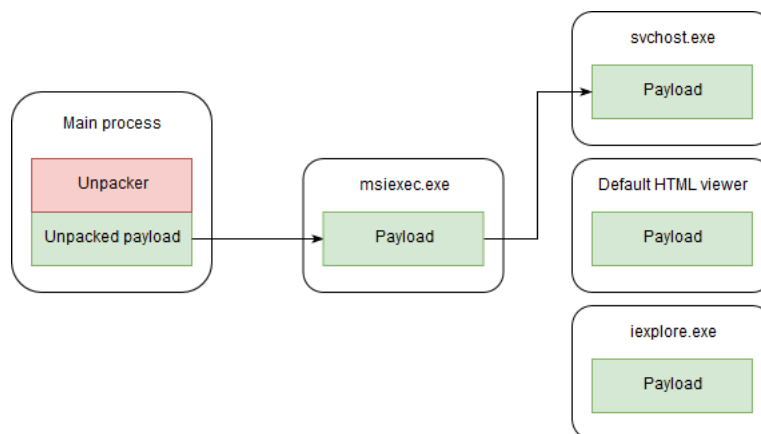 Main process
Unpacker
Unpacked payload
msiexec.exe
Payload
svchost.exe
Payload
Default HTML viewer
Payload
iexplore.exe
Payload